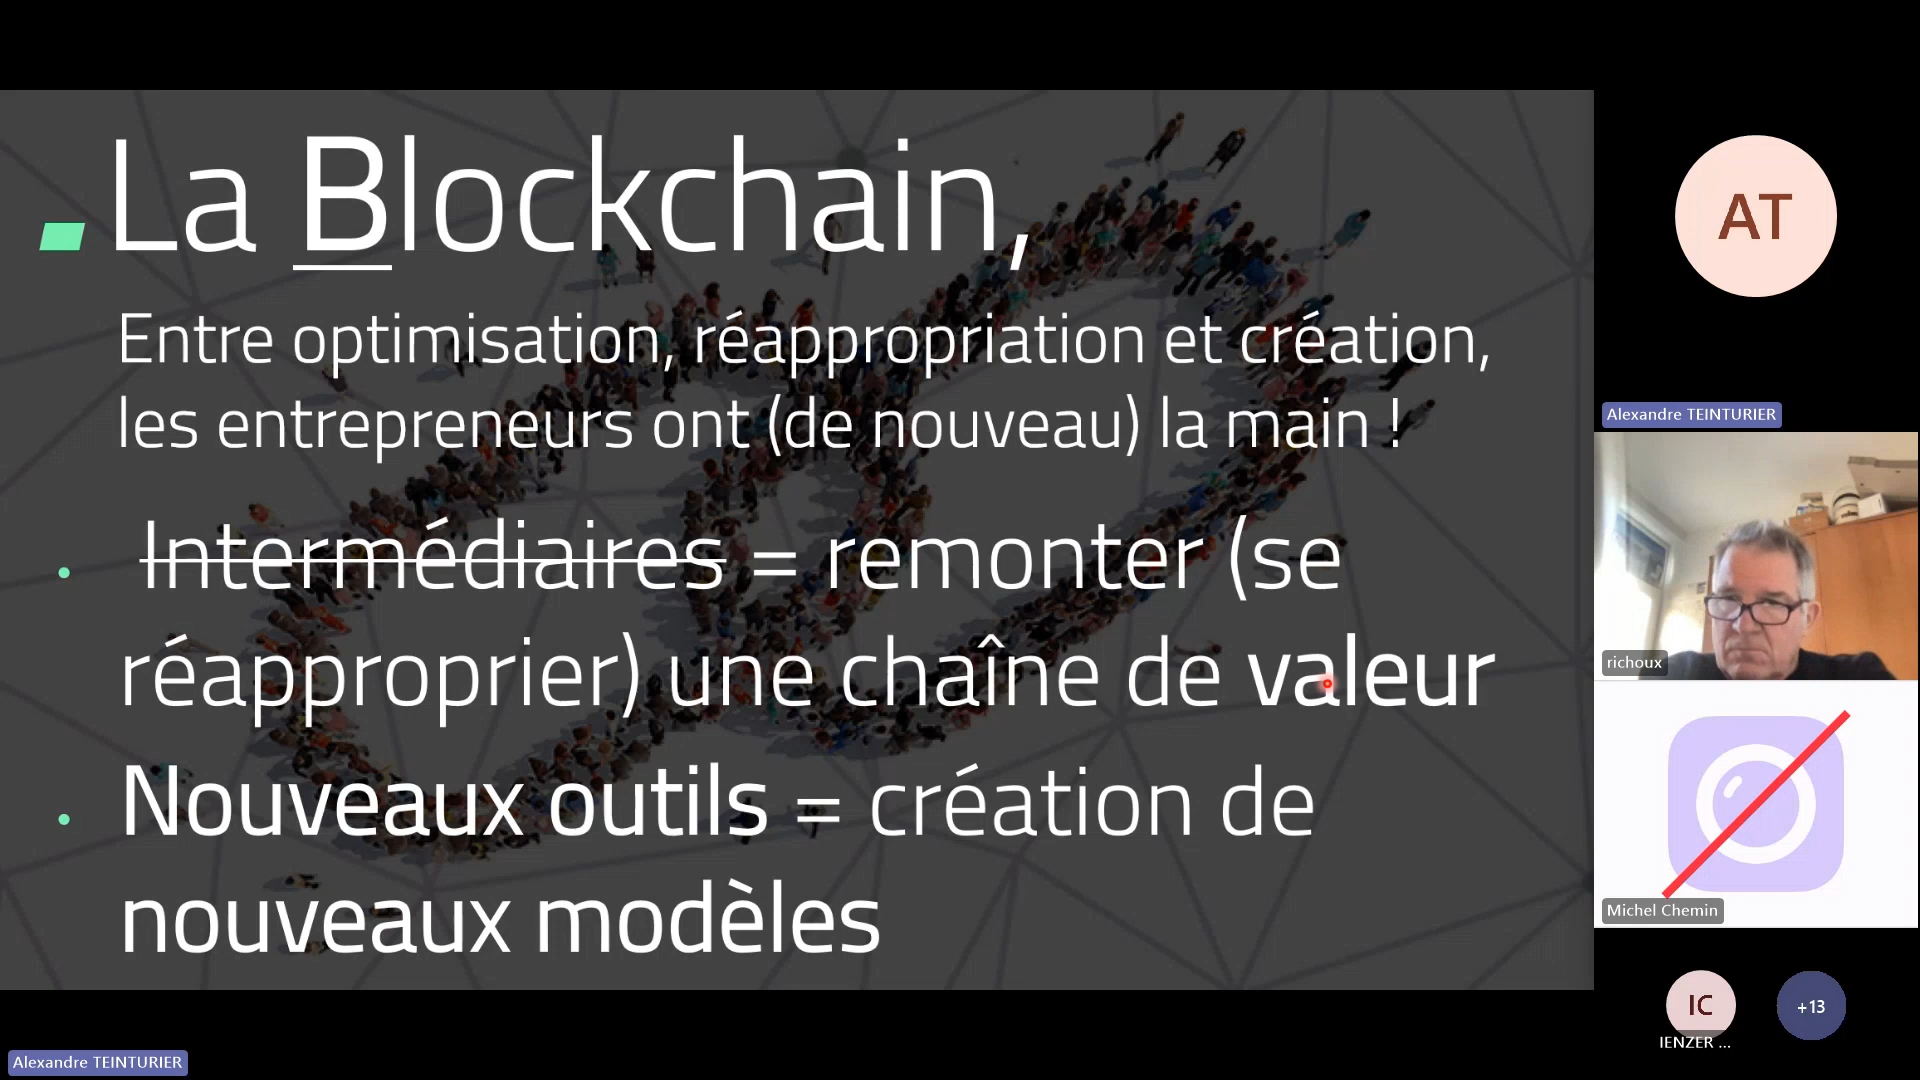 La Blockchain,
Entre optimisation, réappropriation et création,
les entrepreneurs ont (de nouveau) la main !
Intermédiaires = remonter (se
réapproprier) une chaîne de valeur
Nouveaux outils = création de
nouveaux modèles
AT
Alexandre TEINTURIER
richoux
Michel Chemin
IC
IENZER ...
+13
Alexandre TEINTURIER